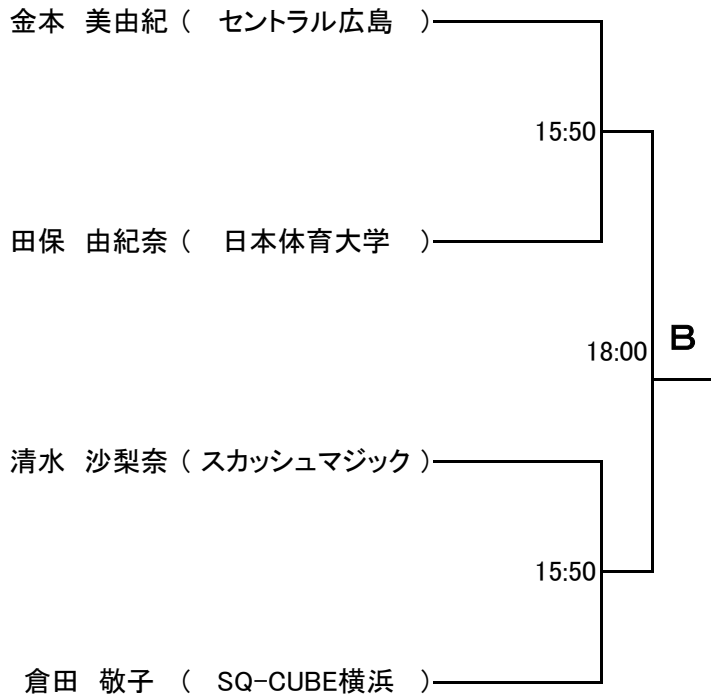 金本　美由紀（　セントラル広島　）
15:50
田保　由紀奈（　日本体育大学　）
18:00 B
清水　沙梨奈（ スカッシュマジック ）
15:50
倉田　敬子　（　SQ-CUBE横浜　）